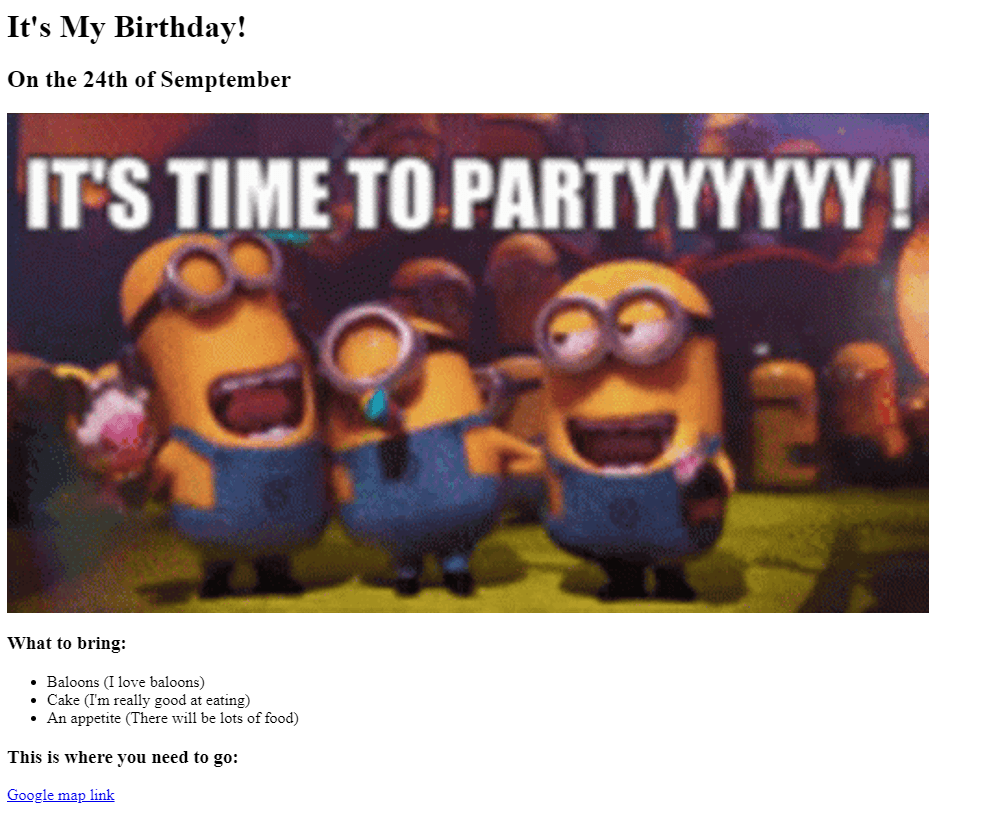 It's My Birthday!
On the 24th of Semptember
IT'S TIME TO PARTYYYYYY !
What to bring:
• Baloons (I love baloons)
• Cake (I'm really good at eating)
• An appetite (There will be lots of food)
This is where you need to go:
Google map link